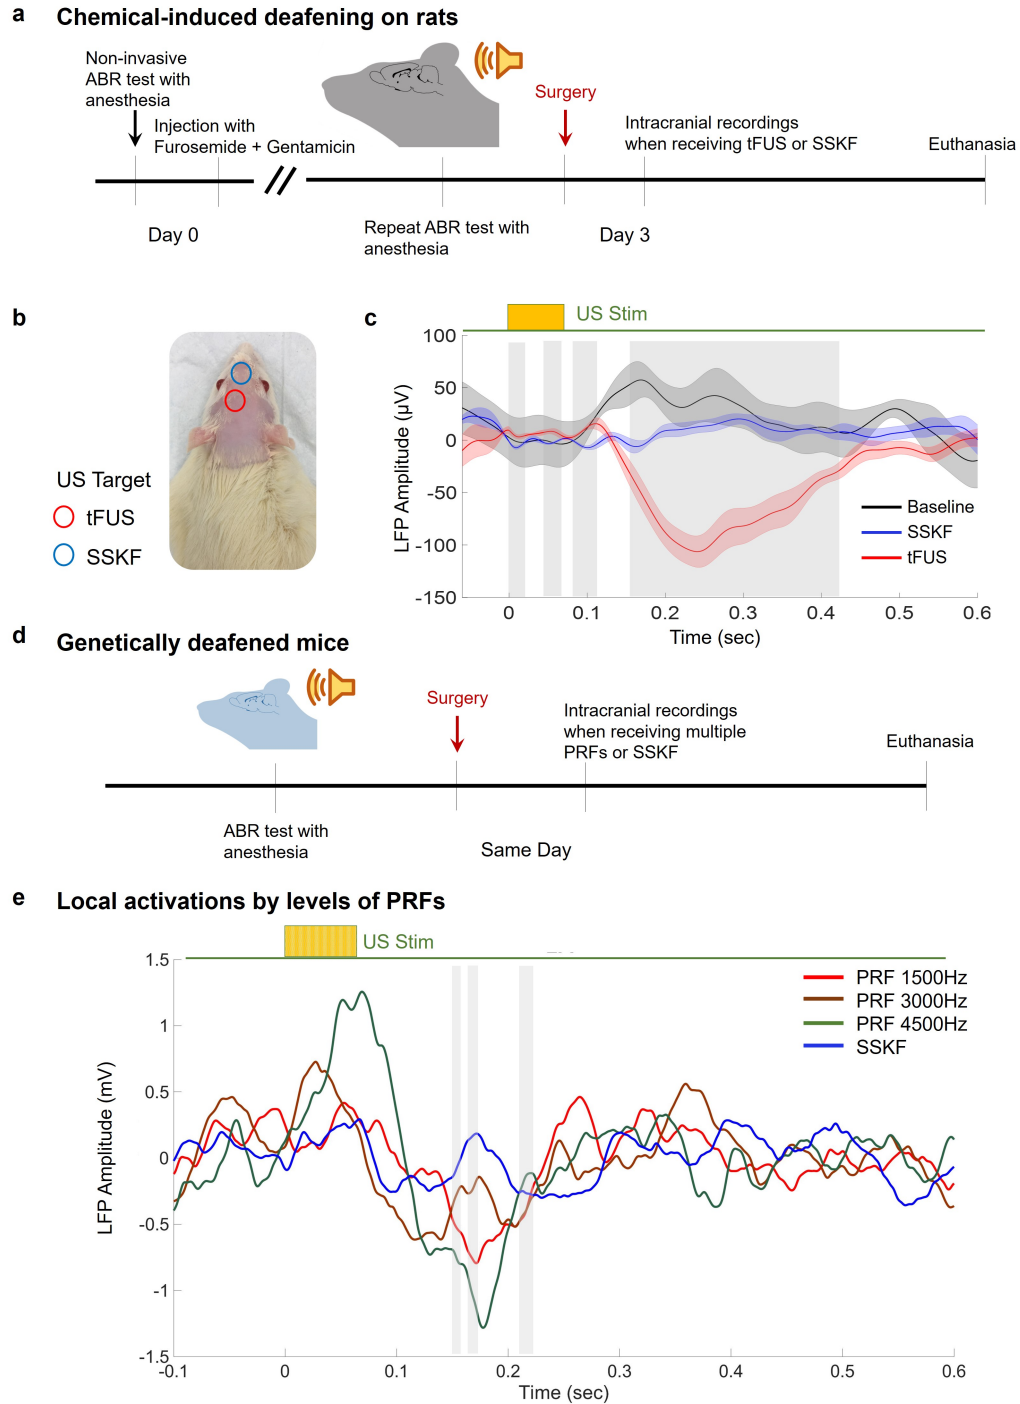 a
Chemical-induced deafening on rats
Non-invasive
ABR test with
anesthesia
Injection with
Furosemide + Gentamicin
Surgery
Intracranial recordings
when receiving tFUS or SSKF
Euthanasia
Day 0
Repeat ABR test with
anesthesia
Day 3
b
US Target
tFUS
SSKF
c
US Stim
100
50
0
-50
-100
-150
LFP Amplitude (µV)
Baseline
SSKF
tFUS
0
0.1
0.2
0.3
0.4
0.5
0.6
Time (sec)
d
Genetically deafened mice
Surgery
Intracranial recordings
when receiving multiple
PRFs or SSKF
Euthanasia
ABR test with
anesthesia
Same Day
e
Local activations by levels of PRFs
US Stim
1.5
1
0.5
0
-0.5
-1
-1.5
LFP Amplitude (mV)
PRF 1500Hz
PRF 3000Hz
PRF 4500Hz
SSKF
-0.1
0
0.1
0.2
0.3
0.4
0.5
0.6
Time (sec)